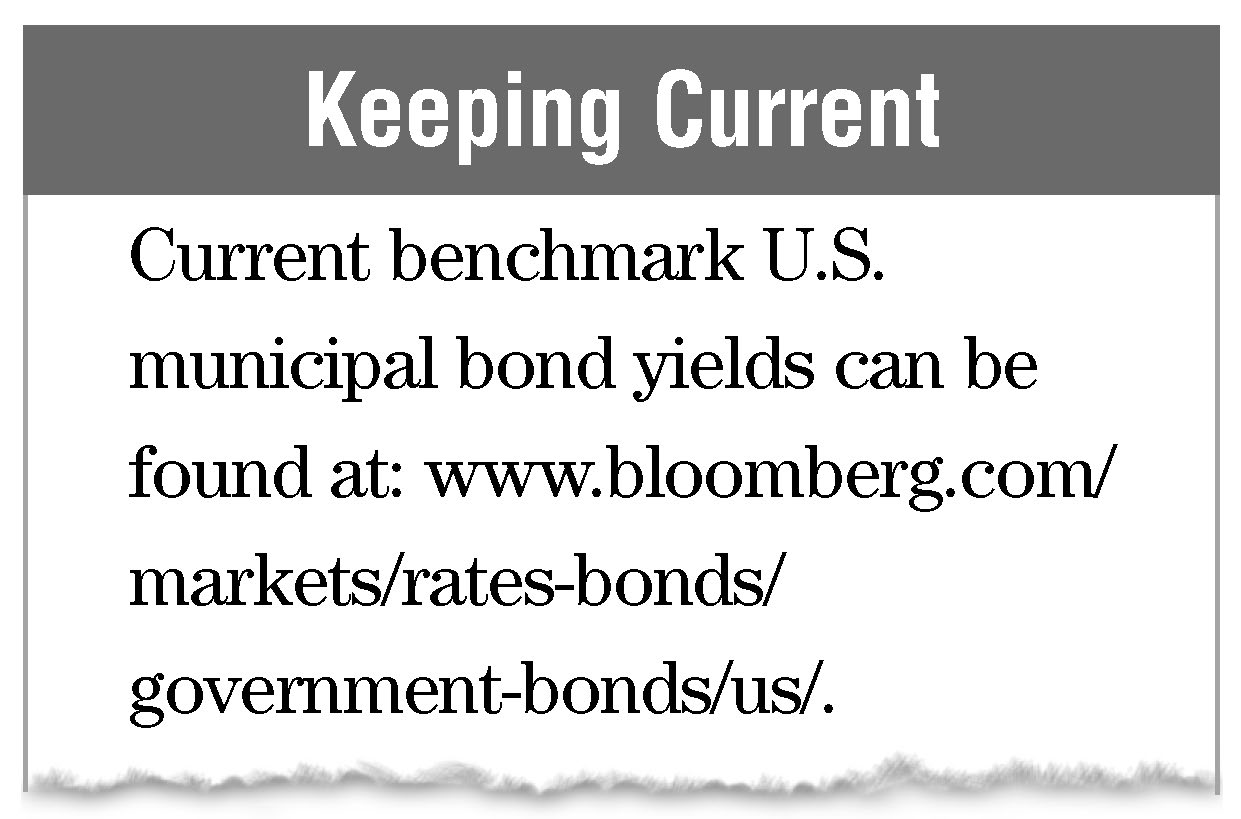 Keeping Current
Current benchmark U.S.
municipal bond yields can be
found at: www.bloomberg.com/
markets/rates-bonds/
government-bonds/us/.